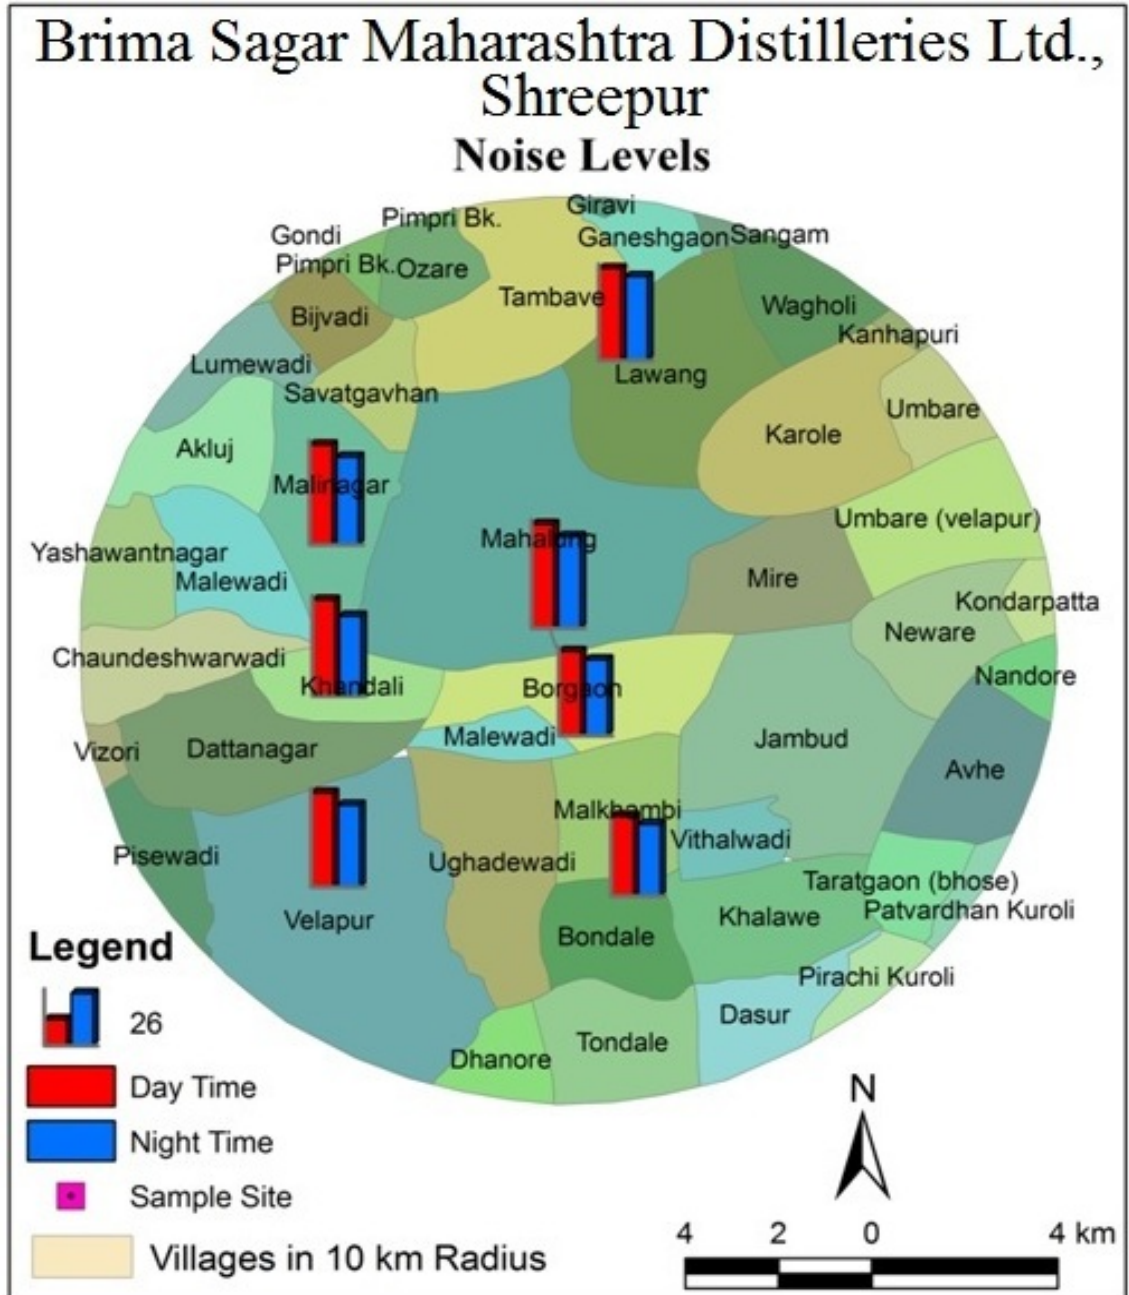 Brima Sagar Maharashtra Distilleries Ltd.,
Shreepur
Noise Levels
Giravi
Pimpri Bk.
Gondi
Ganeshgaon
Sangam
Pimpri Bk.
Ozare
Tambave
Wagholi
Bijvadi
Kanhapuri
Lumewadi
Lawang
Savatgavhan
Umbare
Karole
Akluj
Malinagar
Umbare (velapur)
Mahalung
Yashawantnagar
Malewadi
Mire
Kondarpatta
Neware
Chaundeshwarwadi
Nandore
Khandali
Borgaon
Malewadi
Jambud
Vizori
Dattanagar
Avhe
Malkhambi
Vithalwadi
Pisewadi
Ughadewadi
Taratgaon (bhose)
Patvardhan Kuroli
Velapur
Khalawe
Bondale
Pirachi Kuroli
Dasur
Tondale
Dhanore
Legend
26
Day Time
Night Time
Sample Site
Villages in 10 km Radius
N
4 2 0 4 km